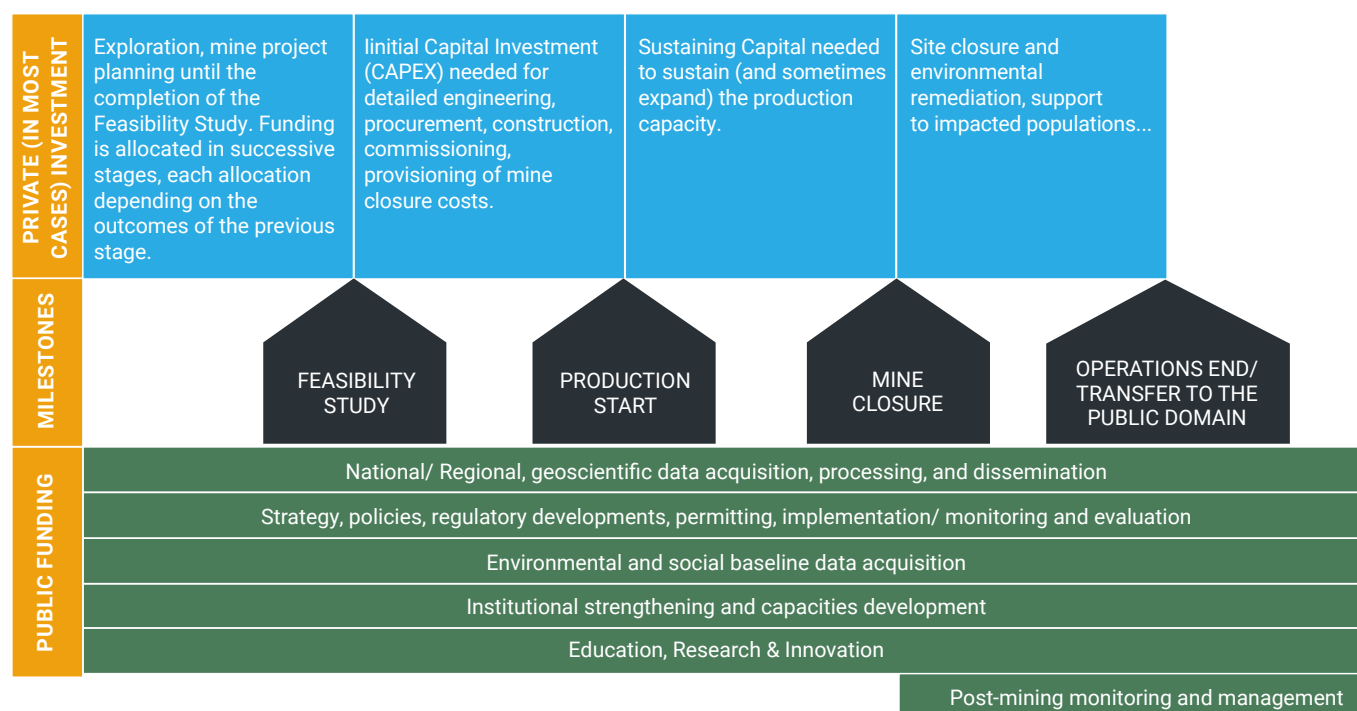 PRIVATE (IN MOST
CASES) INVESTMENT
Exploration, mine project
planning until the
completion of the
Feasibility Study. Funding
is allocated in successive
stages, each allocation
depending on the
outcomes of the previous
stage.
Iinitial Capital Investment
(CAPEX) needed for
detailed engineering,
procurement, construction,
commissioning,
provisioning of mine
closure costs.
Sustaining Capital needed
to sustain (and sometimes
expand) the production
capacity.
Site closure and
environmental
remediation, support
to impacted populations...
MILESTONES
FEASIBILITY
STUDY
PRODUCTION
START
MINE
CLOSURE
OPERATIONS END/
TRANSFER TO THE
PUBLIC DOMAIN
PUBLIC FUNDING
National/ Regional, geoscientific data acquisition, processing, and dissemination
Strategy, policies, regulatory developments, permitting, implementation/ monitoring and evaluation
Environmental and social baseline data acquisition
Institutional strengthening and capacities development
Education, Research & Innovation
Post-mining monitoring and management